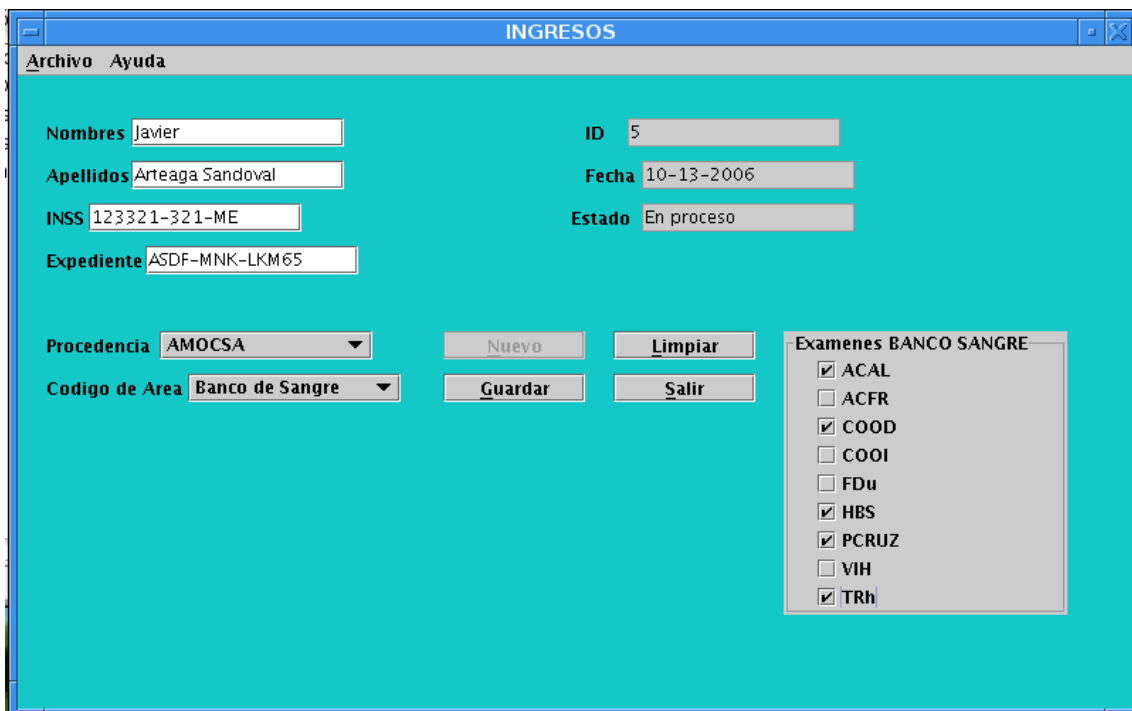 INGRESOS
Archivo Ayuda
Nombres Javier
ID 5
Apellidos Arteaga Sandoval
Fecha 10-13-2006
INSS 123321-321-ME
Estado En proceso
Expediente ASDF-MNK-LKM65
Procedencia AMOCSA
Nuevo
Limpiar
Codigo de Area Banco de Sangre
Guardar
Salir
Examenes BANCO SANGRE
ACAL
ACFR
COOD
COOI
FDu
HBS
PCRUZ
VIH
TRh